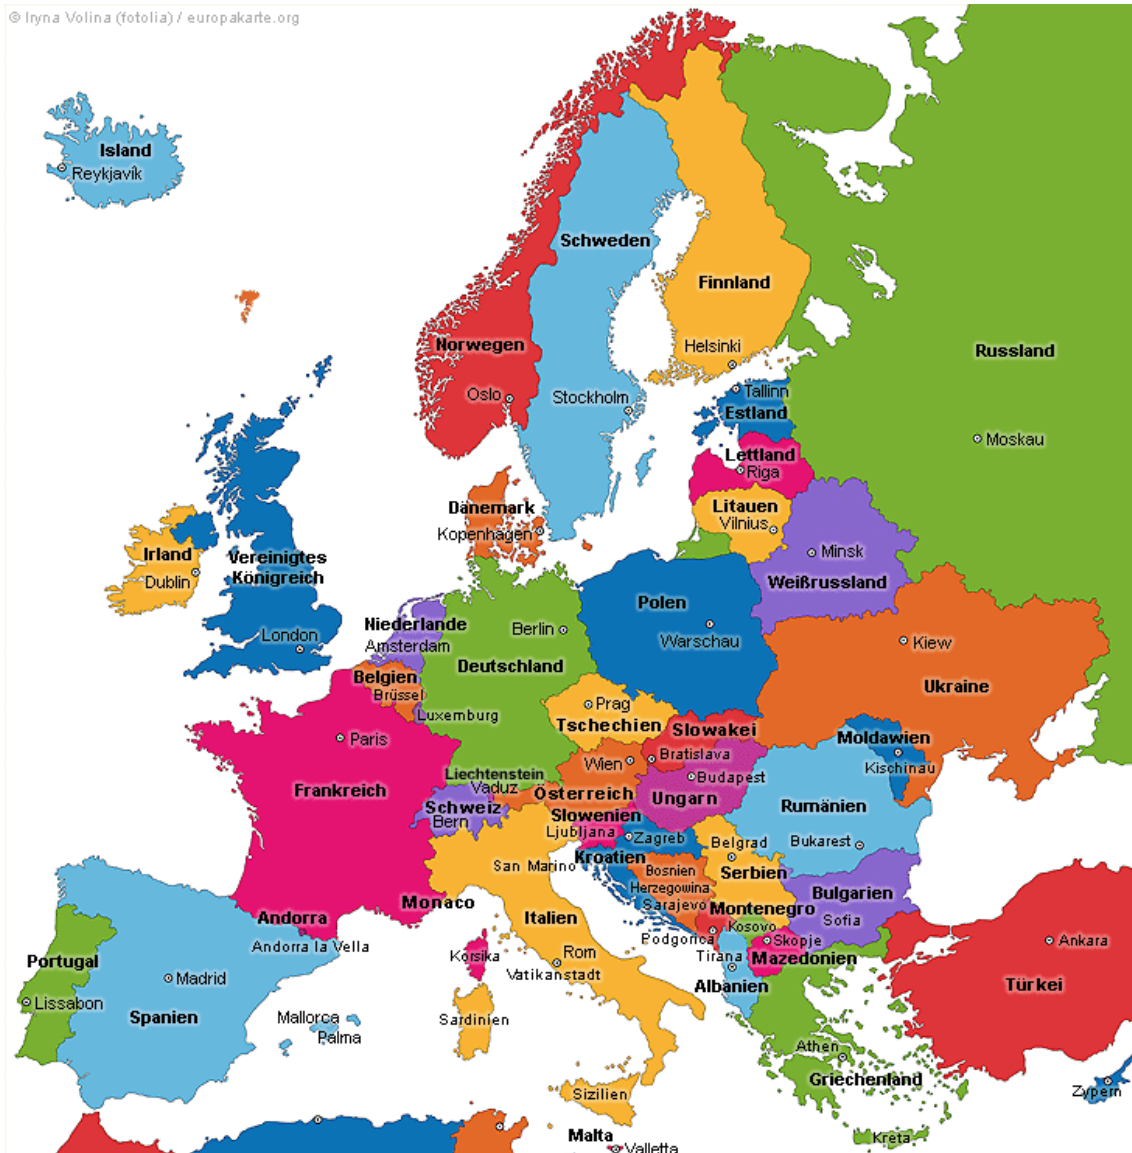 © Iryna Volina (fotolia) / europakarte.org
Island
Reykjavík
Schweden
Finnland
Norwegen
Helsinki
Russland
Oslo
Stockholm
Tallinn
Estland
Moskau
Lettland
Riga
Dänemark
Kopenhagen
Litauen
Vilnius
Irland
Dublin
Vereinigtes
Königreich
Minsk
Weißrussland
London
Niederlande
Amsterdam
Berlin
Deutschland
Polen
Warschau
Kiew
Ukraine
Belgien
Brüssel
Luxemburg
Prag
Tschechien
Slowakei
Bratislava
Moldawien
Kischinau
Paris
Frankreich
Liechtenstein
Vaduz
Wien
Österreich
Budapest
Ungarn
Schweiz
Bern
Slowenien
Ljubljana
Zagreb
Kroatien
Rumänien
Bukarest
Belgrad
Serbien
San Marino
Bosnien
Herzegowina
Sarajevo
Montenegro
Bulgarien
Sofia
Monaco
Andorra
Andorra la Vella
Italien
Kosovo
Podgorica
Skopje
Mazedonien
Ankara
Türkei
Korsika
Rom
Vatikanstadt
Tirana
Albanien
Portugal
Lissabon
Madrid
Spanien
Mallorca
Palma
Sardinien
Athen
Griechenland
Sizilien
Zypern
Malta
Valletta
Kreta